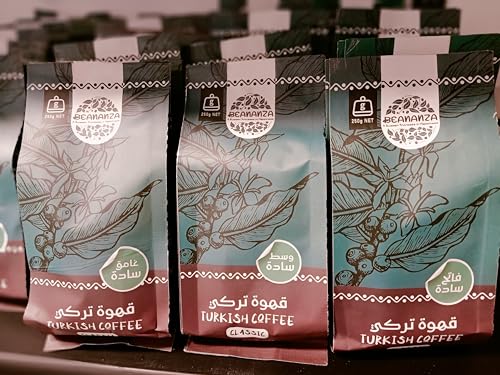 250g NET
BEANANZA
غامق
سادة
قهوة تركي
TURKISH COFFEE
250g NET
BEANANZA
وسط
سادة
قهوة تركي
TURKISH COFFEE
CLASSIC
250g NET
BEANANZA
فاتح
سادة
قهوة تركي
TURKISH COFFEE